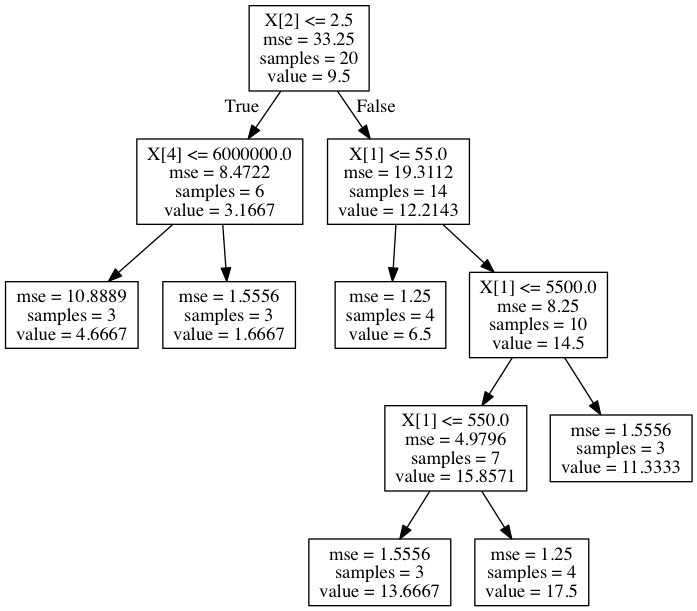 X[2] <= 2.5
mse = 33.25
samples = 20
value = 9.5
True
False
X[4] <= 6000000.0
mse = 8.4722
samples = 6
value = 3.1667
X[1] <= 55.0
mse = 19.3112
samples = 14
value = 12.2143
mse = 10.8889
samples = 3
value = 4.6667
mse = 1.5556
samples = 3
value = 1.6667
mse = 1.25
samples = 4
value = 6.5
X[1] <= 5500.0
mse = 8.25
samples = 10
value = 14.5
X[1] <= 550.0
mse = 4.9796
samples = 7
value = 15.8571
mse = 1.5556
samples = 3
value = 11.3333
mse = 1.5556
samples = 3
value = 13.6667
mse = 1.25
samples = 4
value = 17.5